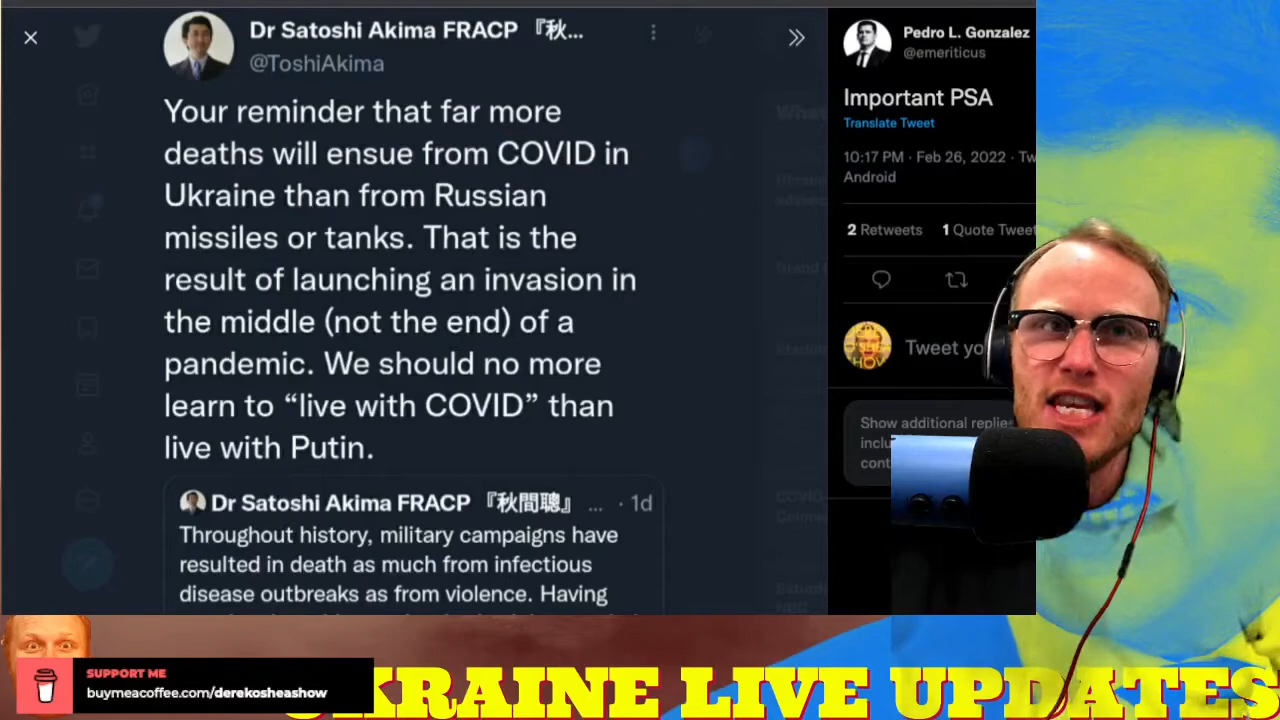 Dr Satoshi Akima FRACP 『秋...
@ToshiAkima
Your reminder that far more
deaths will ensue from COVID in
Ukraine than from Russian
missiles or tanks. That is the
result of launching an invasion in
the middle (not the end) of a
pandemic. We should no more
learn to “live with COVID” than
live with Putin.
Dr Satoshi Akima FRACP 『秋間聰』 ... · 1d
Throughout history, military campaigns have
resulted in death as much from infectious
disease outbreaks as from violence. Having
Pedro L. Gonzalez
@emeriticus
Important PSA
Translate Tweet
10:17 PM · Feb 26, 2022 · Tw
Android
2 Retweets 1 Quote Tweet
Tweet yo
Show additional replie
inclu
cont
SUPPORT ME
buymeacoffee.com/derekosheashow
UKRAINE LIVE UPDATES